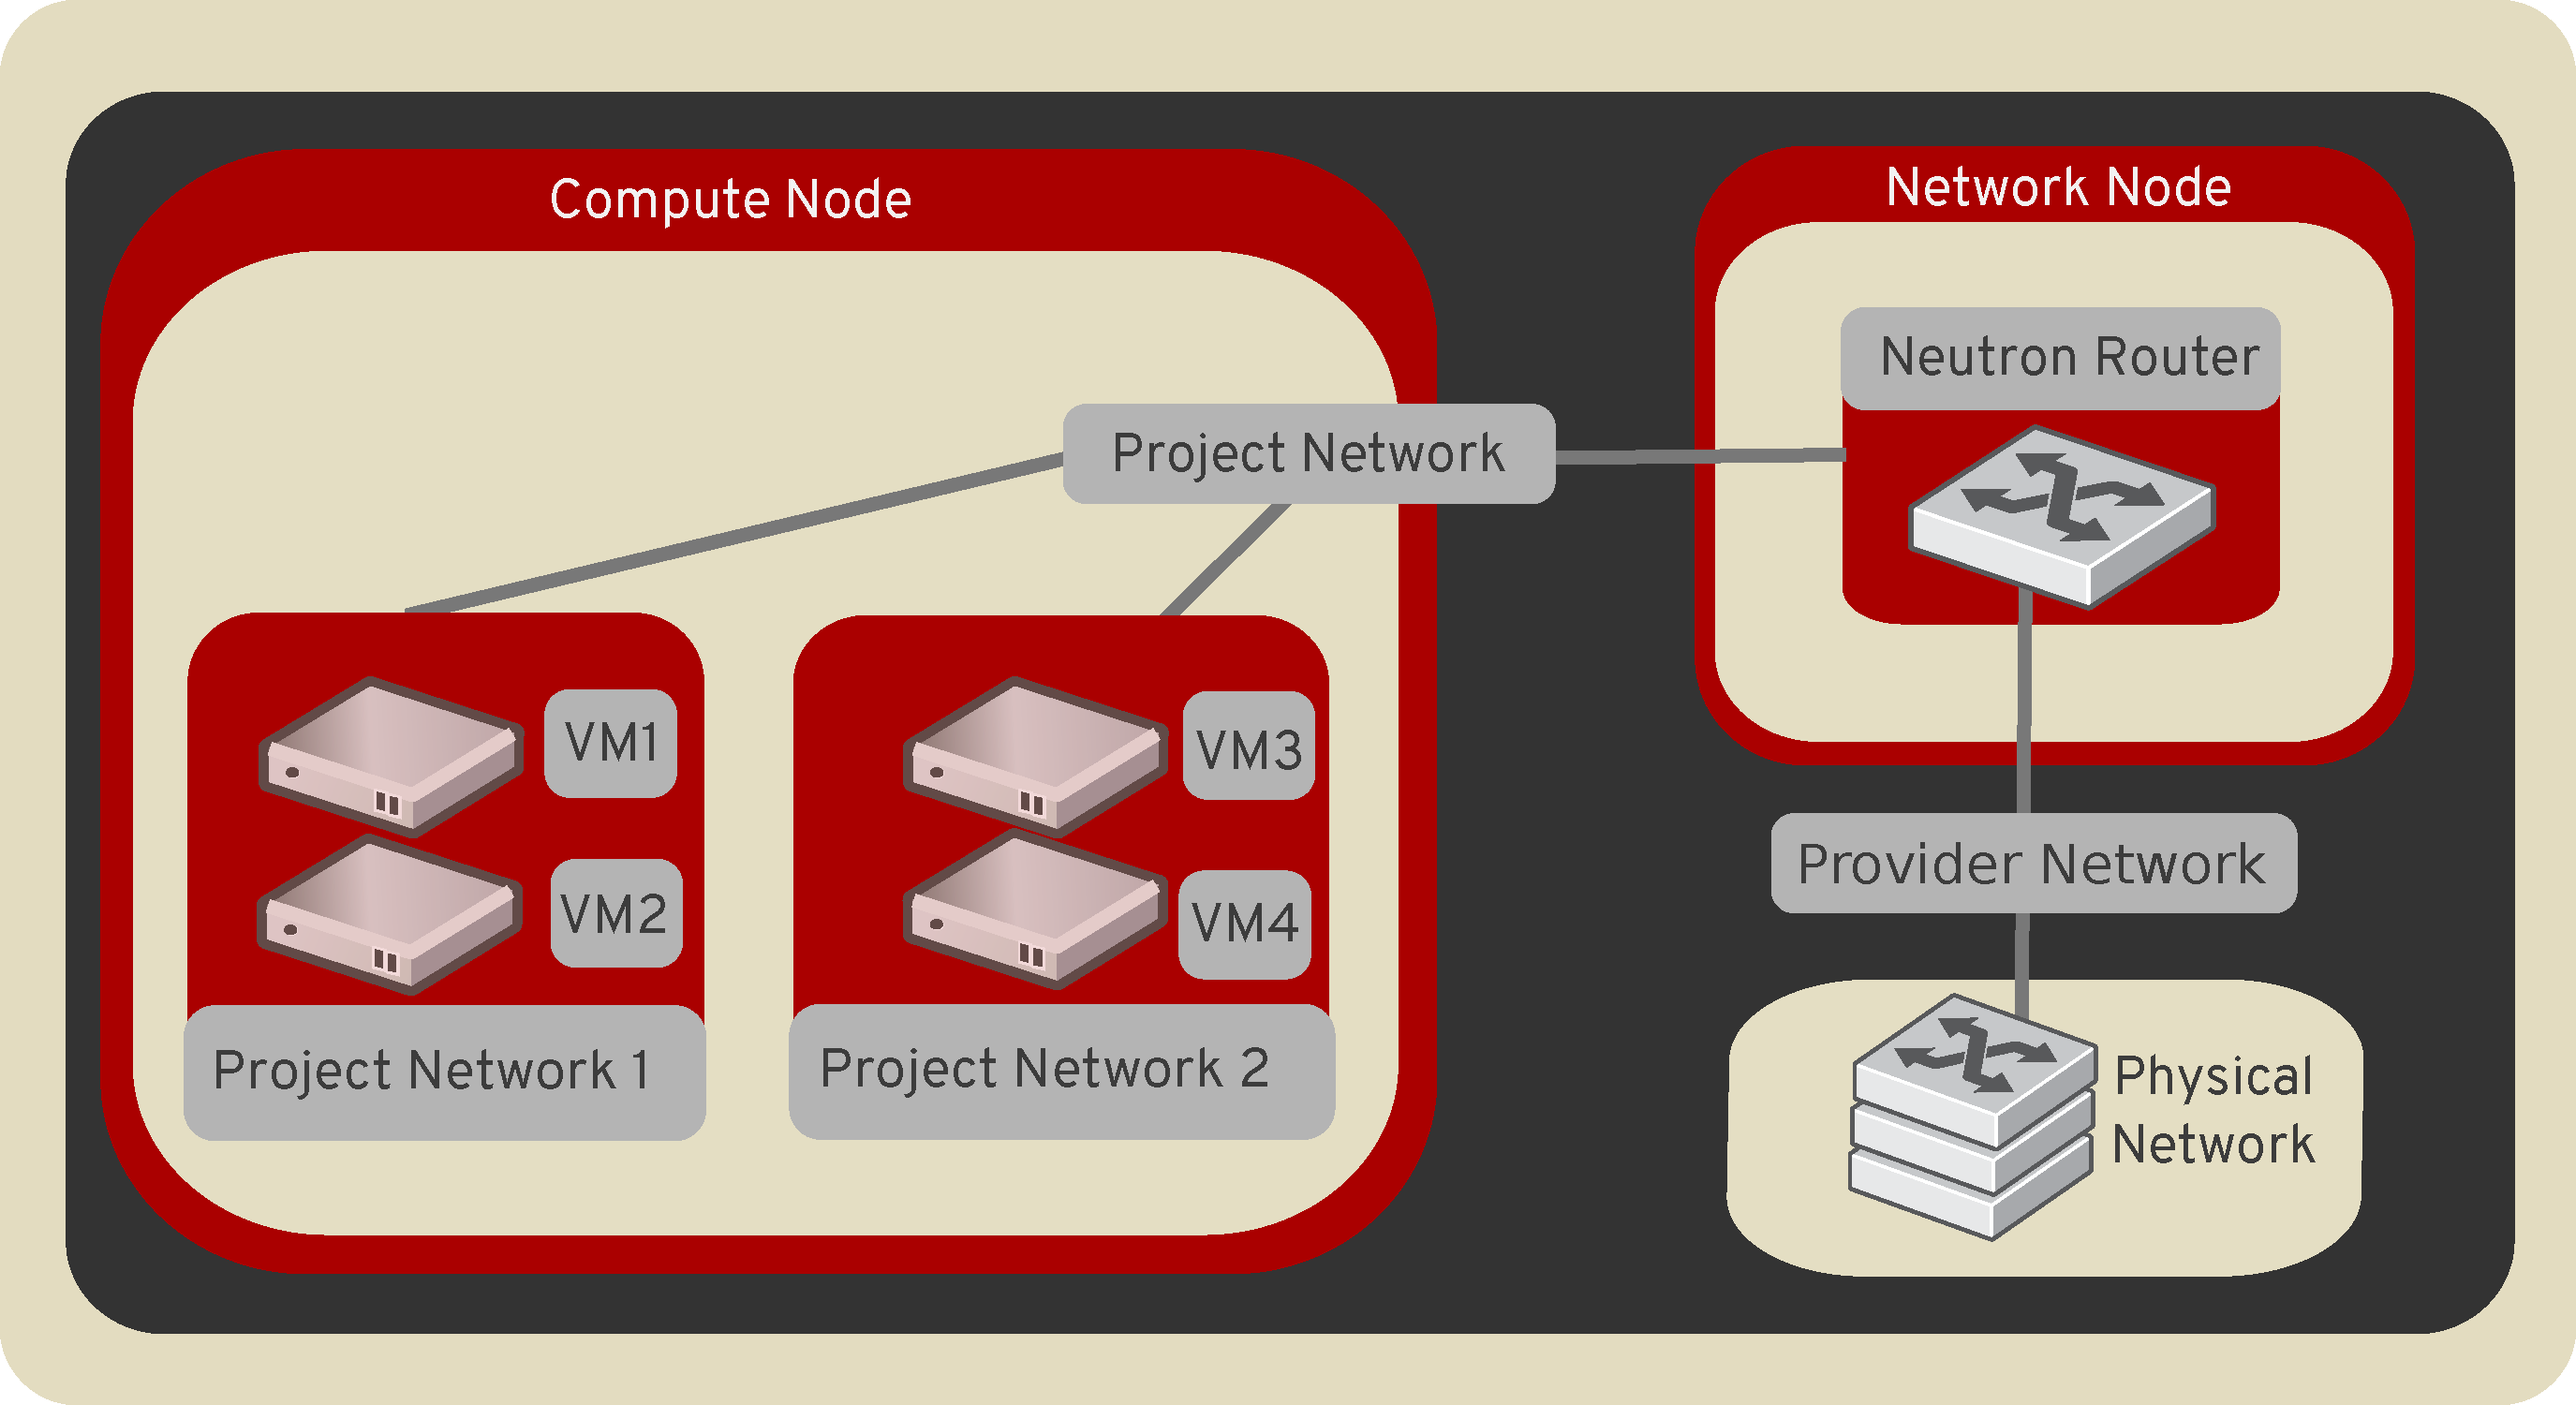 Compute Node
Network Node
Neutron Router
Project Network
VM1
VM2
VM3
VM4
Project Network 1
Project Network 2
Provider Network
Physical
Network